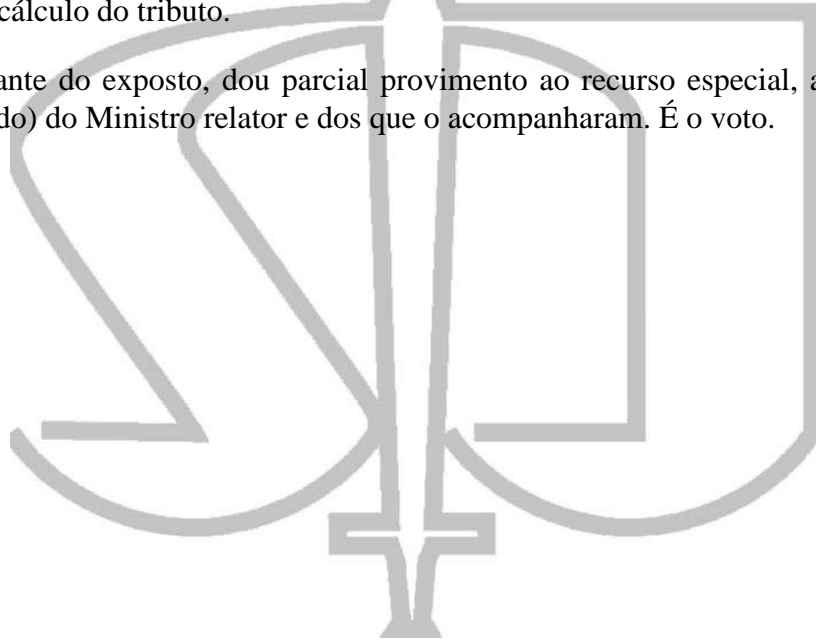 cálculo do tributo.
ante do exposto, dou parcial provimento ao recurso especial, a
do) do Ministro relator e dos que o acompanharam. É o voto.